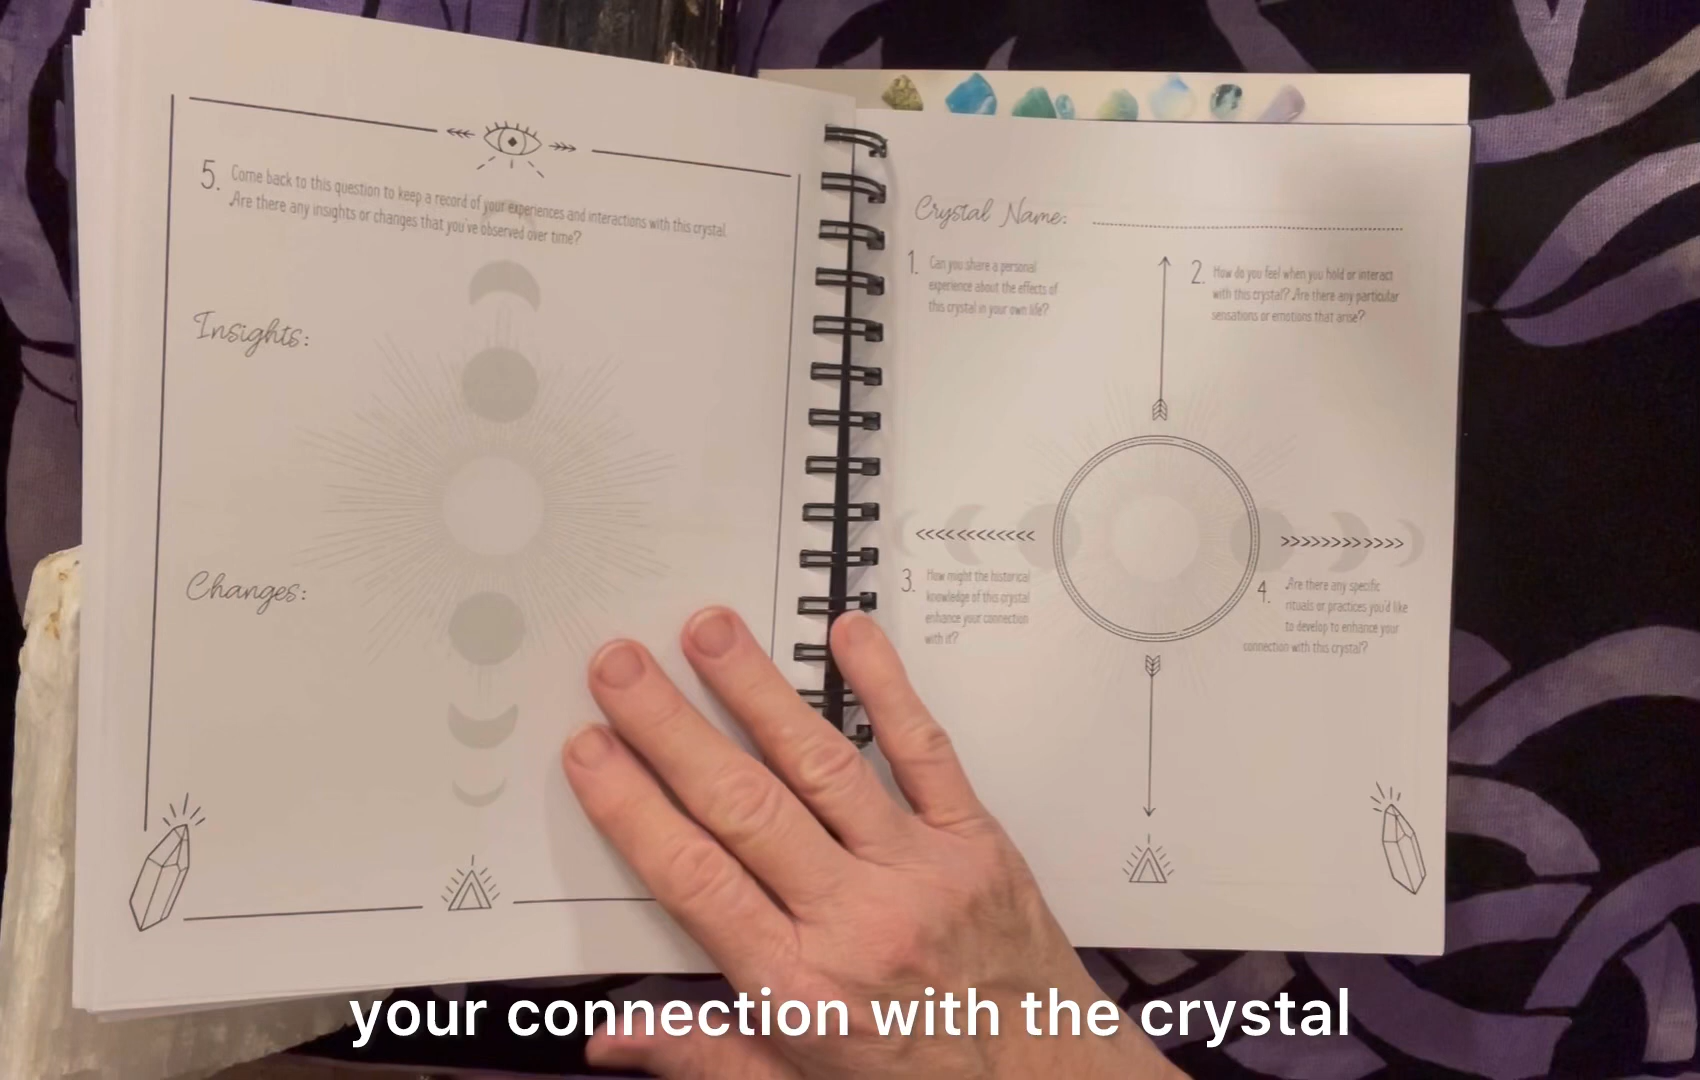 5. Come back to this question to keep a record of your experiences and interactions with this crystal.
Are there any insights or changes that you've observed over time?
Insights:
Changes:
Crystal Name:
1. Can you share a personal
experience about the effects of
this crystal in your own life?
2. How do you feel when you hold or interact
with this crystal? Are there any particular
sensations or emotions that arise?
<<<<<<<<<<<<
>>>>>>>>>>>>
3. How might the historical
knowledge of this crystal
enhance your connection
with it?
4. Are there any specific
rituals or practices you'd like
to develop to enhance your
connection with this crystal?
your connection with the crystal